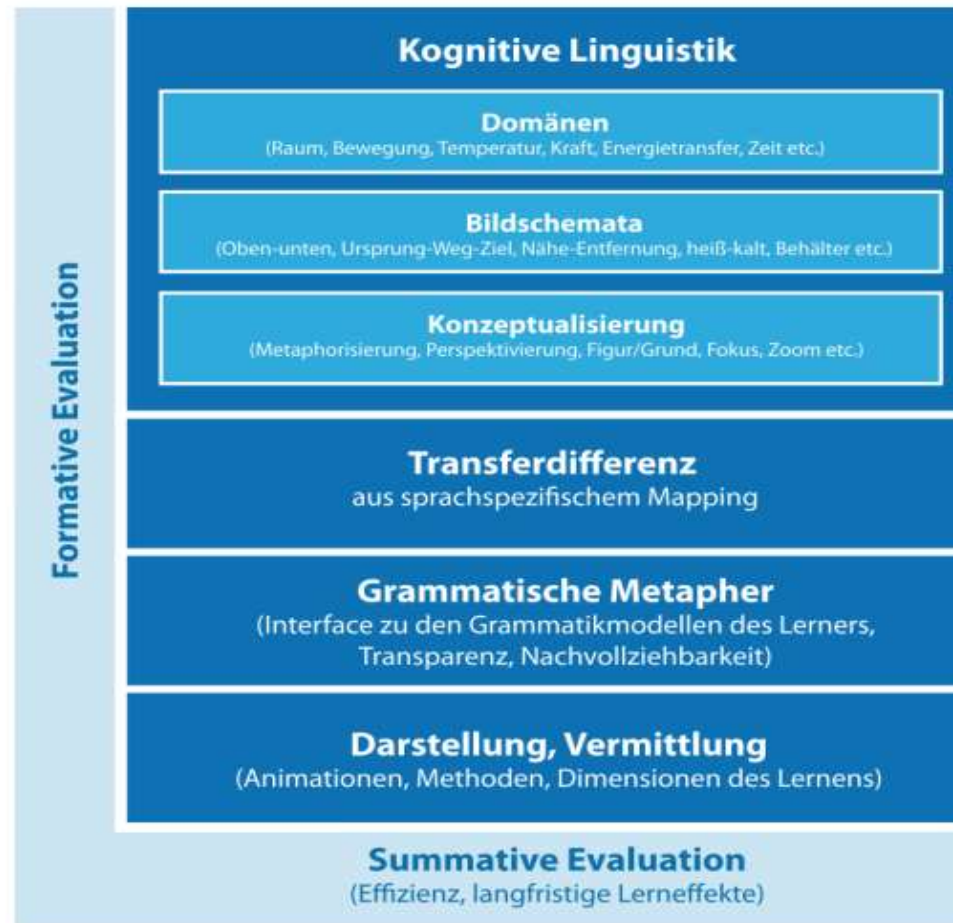 Kognitive Linguistik
Domänen
(Raum, Bewegung, Temperatur, Kraft, Energietransfer, Zeit etc.)
Bildschemata
(Oben-unten, Ursprung-Weg-Ziel, Nähe-Entfernung, heiß-kalt, Behälter etc.)
Konzeptualisierung
(Metaphorisierung, Perspektivierung, Figur/Grund, Fokus, Zoom etc.)
Formative Evaluation
Transferdifferenz
aus sprachspezifischem Mapping
Grammatische Metapher
(Interface zu den Grammatikmodellen des Lerners,
Transparenz, Nachvollziehbarkeit)
Darstellung, Vermittlung
(Animationen, Methoden, Dimensionen des Lernens)
Summative Evaluation
(Effizienz, langfristige Lerneffekte)